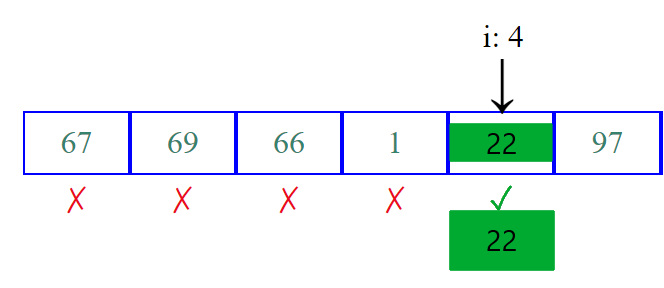 i: 4
67 69 66 1 22 97
✗ ✗ ✗ ✗ ✓
22